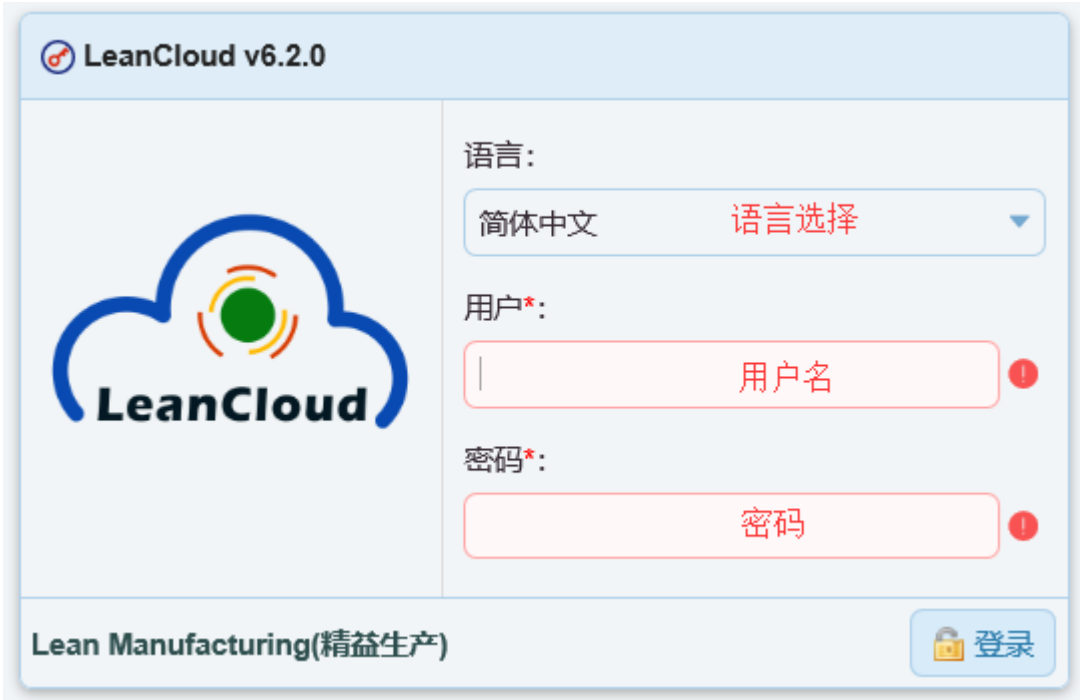 LeanCloud v6.2.0
语言:
简体中文 语言选择
用户*:
用户名
密码*:
密码
LeanCloud
Lean Manufacturing(精益生产)
登录